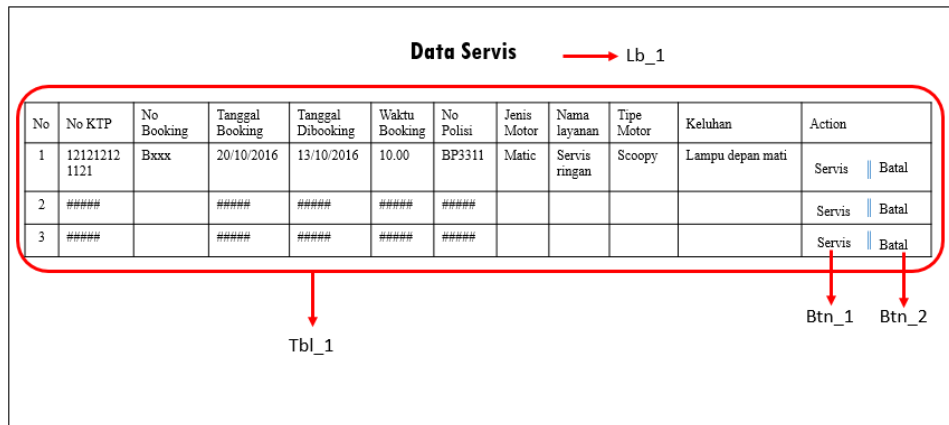 Data Servis Lb_1
No No KTP No Booking Tanggal Booking Tanggal Dibooking Waktu Booking No Polisi Jenis Motor Nama layanan Tipe Motor Keluhan Action
1 12121212 1121 Bxxx 20/10/2016 13/10/2016 10.00 BP3311 Matic Servis ringan Scoopy Lampu depan mati Servis Batal
2 ##### ##### ##### ##### ##### Servis Batal
3 ##### ##### ##### ##### ##### Servis Batal
Btn_1 Btn_2
Tbl_1